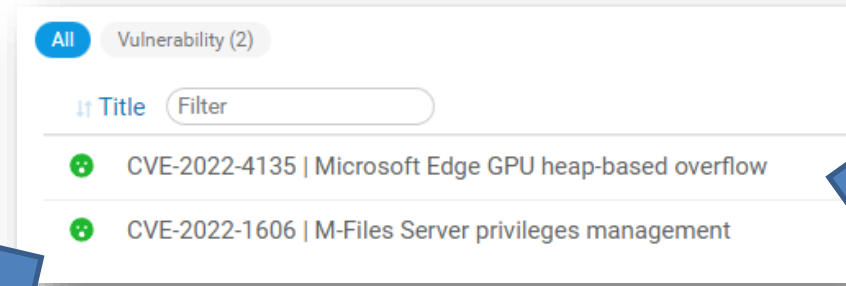 All Vulnerability (2)
Title Filter
CVE-2022-4135 | Microsoft Edge GPU heap-based overflow
CVE-2022-1606 | M-Files Server privileges management